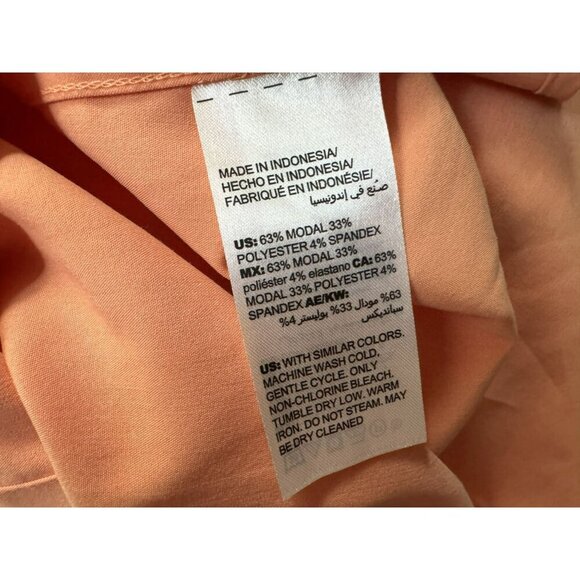 MADE IN INDONESIA/
HECHO EN INDONESIA/
FABRIQUÉ EN INDONÉSIE/
صنع في إندونيسيا
US: 63% MODAL 33%
POLYESTER 4% SPANDEX
MX: 63% MODAL 33%
poliéster 4% elastano CA: 63%
MODAL 33% POLYESTER 4%
SPANDEX AE/KW:
63% مودال 33% بوليستر 4%
سباندیكس
US: WITH SIMILAR COLORS.
MACHINE WASH COLD,
GENTLE CYCLE. ONLY
NON-CHLORINE BLEACH.
TUMBLE DRY LOW. WARM
IRON. DO NOT STEAM. MAY
BE DRY CLEANED